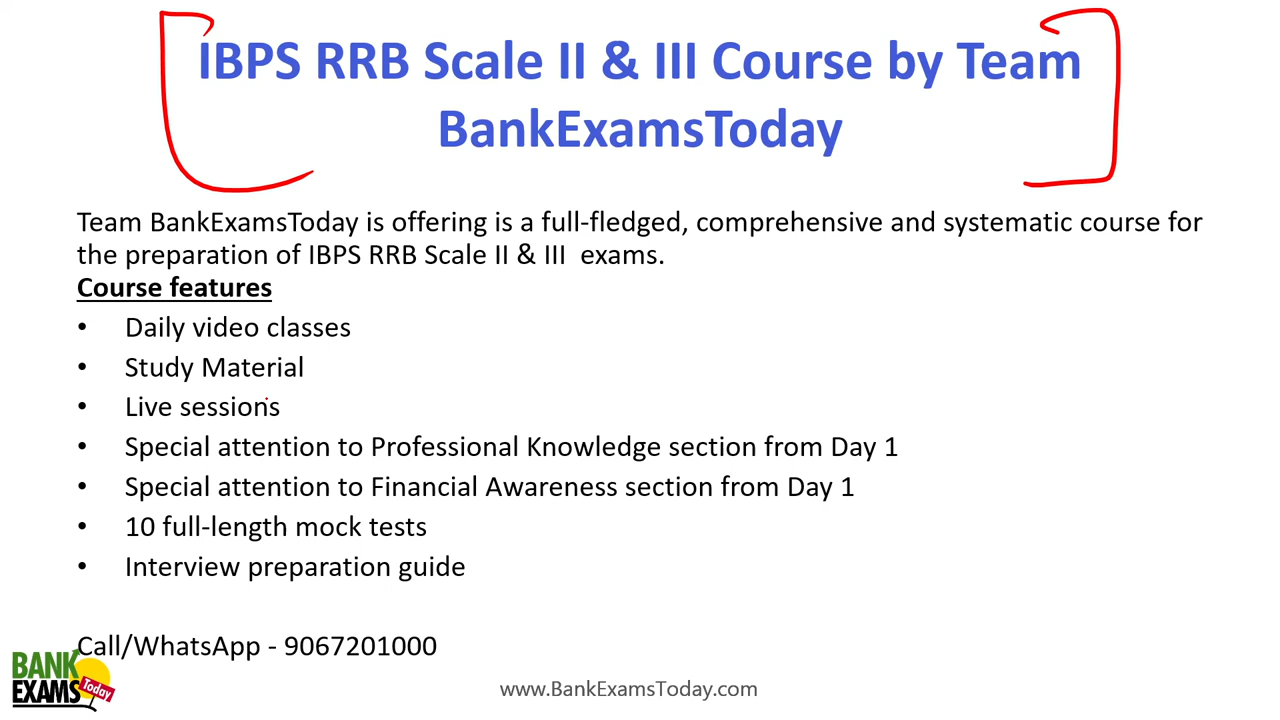 IBPS RRB Scale II & III Course by Team
BankExamsToday
Team BankExamsToday is offering is a full-fledged, comprehensive and systematic course for
the preparation of IBPS RRB Scale II & III  exams.
Course features
• Daily video classes
• Study Material
• Live sessions
• Special attention to Professional Knowledge section from Day 1
• Special attention to Financial Awareness section from Day 1
• 10 full-length mock tests
• Interview preparation guide
Call/WhatsApp - 9067201000
BANK
EXAMS Today
www.BankExamsToday.com